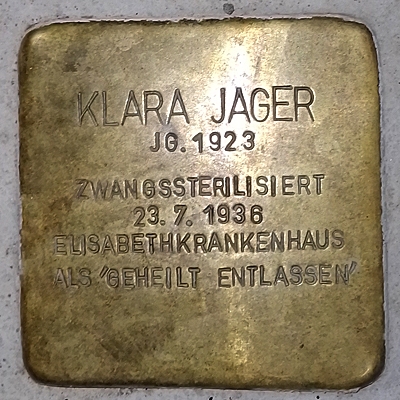 KLARA JAGER
JG. 1923
ZWANGSSTERILISIERT
23. 7. 1936
ELISABETHKRANKENHAUS
ALS 'GEHEILT ENTLASSEN'